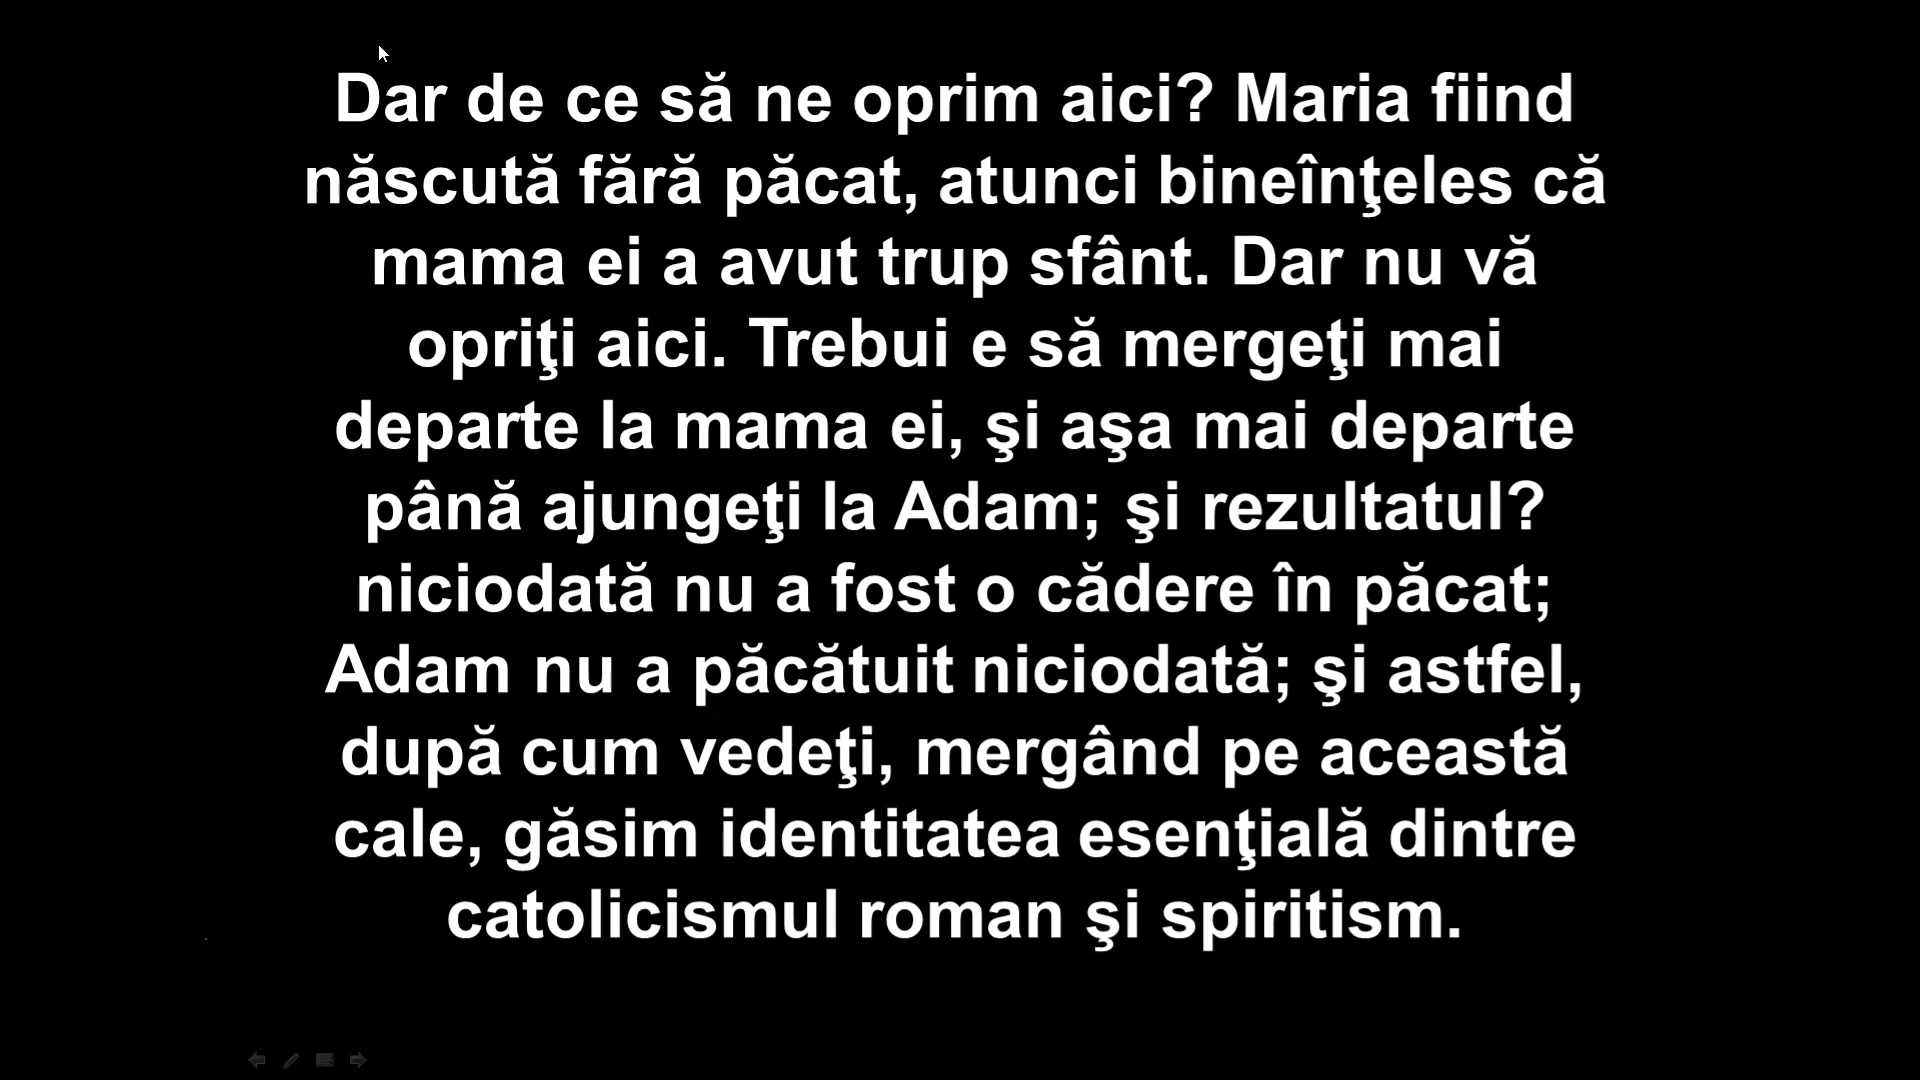 Dar de ce să ne oprim aici? Maria fiind
născută fără păcat, atunci bineînţeles că
mama ei a avut trup sfânt. Dar nu vă
opriţi aici. Trebui e să mergeţi mai
departe la mama ei, şi aşa mai departe
până ajungeţi la Adam; şi rezultatul?
niciodată nu a fost o cădere în păcat;
Adam nu a păcătuit niciodată; şi astfel,
după cum vedeţi, mergând pe această
cale, găsim identitatea esenţială dintre
catolicismul roman şi spiritism.